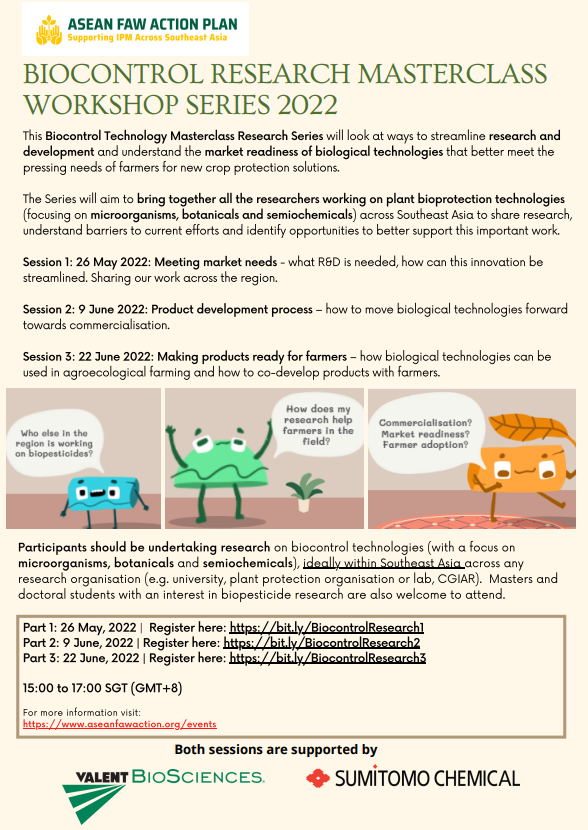 ASEAN FAW ACTION PLAN
Supporting IPM Across Southeast Asia
BIOCONTROL RESEARCH MASTERCLASS
WORKSHOP SERIES 2022
This Biocontrol Technology Masterclass Research Series will look at ways to streamline research and
development and understand the market readiness of biological technologies that better meet the
pressing needs of farmers for new crop protection solutions.
The Series will aim to bring together all the researchers working on plant bioprotection technologies
(focusing on microorganisms, botanicals and semiochemicals) across Southeast Asia to share research,
understand barriers to current efforts and identify opportunities to better support this important work.
Session 1: 26 May 2022: Meeting market needs - what R&D is needed, how can this innovation be
streamlined. Sharing our work across the region.
Session 2: 9 June 2022: Product development process – how to move biological technologies forward
towards commercialisation.
Session 3: 22 June 2022: Making products ready for farmers – how biological technologies can be
used in agroecological farming and how to co-develop products with farmers.
Who else in the
region is working
on biopesticides?
How does my
research help
farmers in the
field?
Commercialisation?
Market readiness?
Farmer adoption?
Participants should be undertaking research on biocontrol technologies (with a focus on
microorganisms, botanicals and semiochemicals), ideally within Southeast Asia across any
research organisation (e.g. university, plant protection organisation or lab, CGIAR). Masters and
doctoral students with an interest in biopesticide research are also welcome to attend.
Part 1: 26 May, 2022 | Register here: https://bit.ly/BiocontrolResearch1
Part 2: 9 June, 2022 | Register here: https://bit.ly/BiocontrolResearch2
Part 3: 22 June, 2022 | Register here: https://bit.ly/BiocontrolResearch3
15:00 to 17:00 SGT (GMT+8)
For more information visit:
https://www.aseanfawaction.org/events
Both sessions are supported by
VALENT BIOSCIENCES.
SUMITOMO CHEMICAL